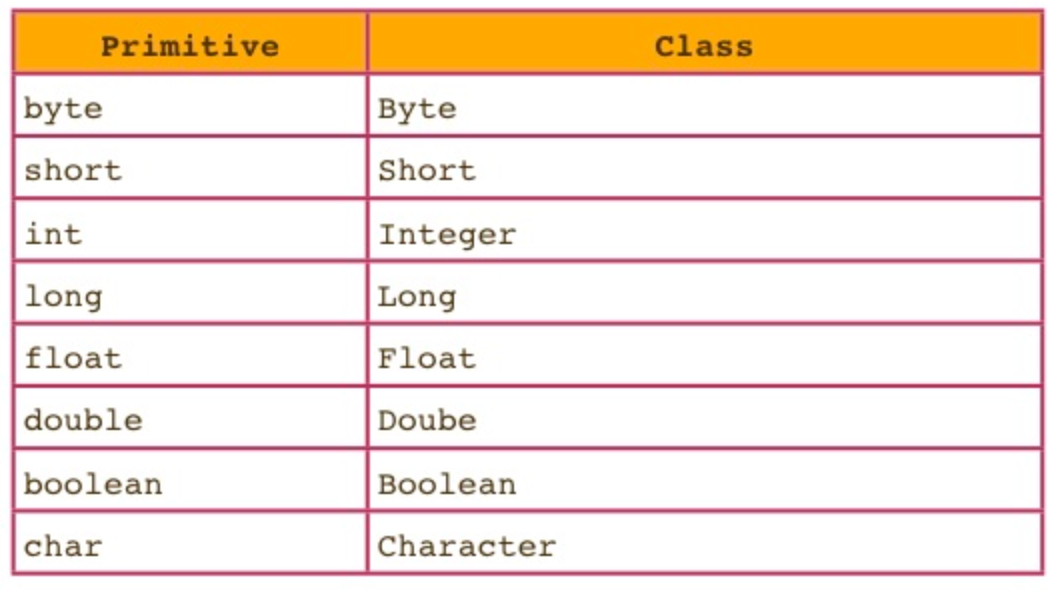 Primitive Class
byte Byte
short Short
int Integer
long Long
float Float
double Doube
boolean Boolean
char Character